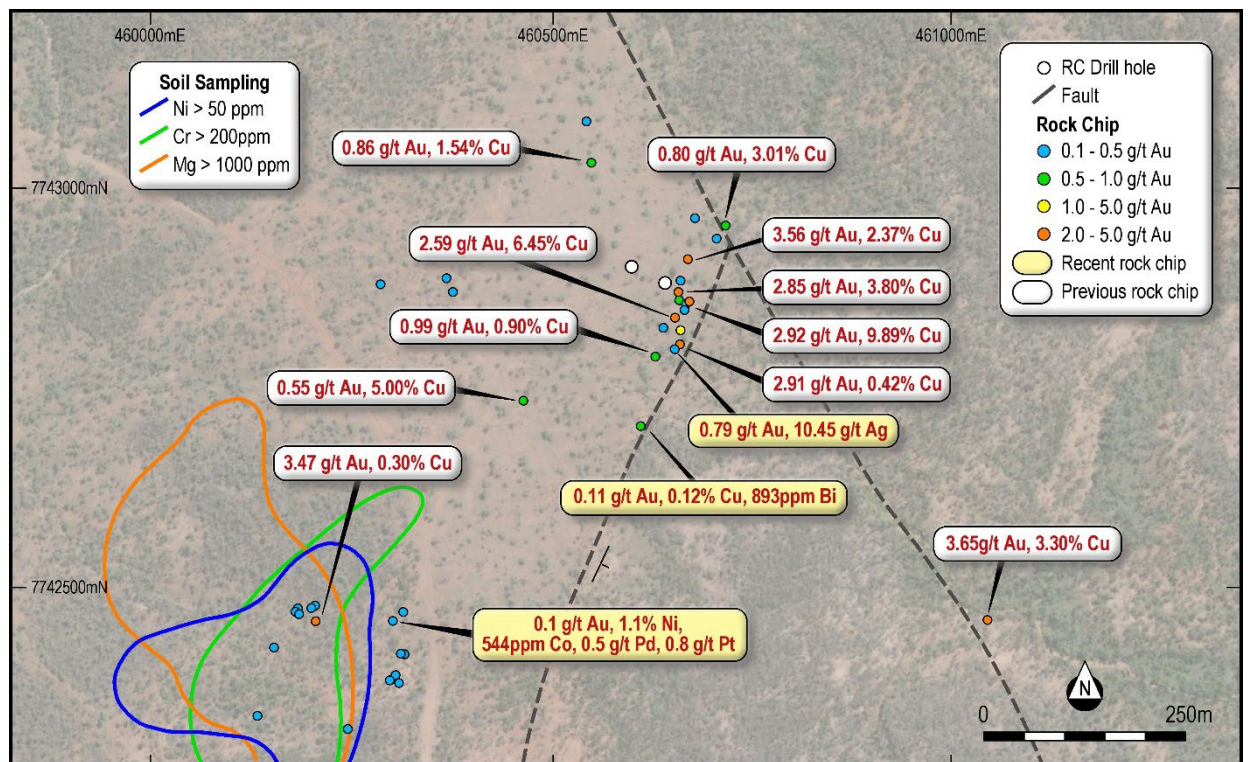 460000mE
460500mE
461000mE
Soil Sampling
Ni > 50 ppm
Cr > 200ppm
Mg > 1000 ppm
RC Drill hole
Fault
Rock Chip
0.1 - 0.5 g/t Au
0.5 - 1.0 g/t Au
1.0 - 5.0 g/t Au
2.0 - 5.0 g/t Au
Recent rock chip
Previous rock chip
0.86 g/t Au, 1.54% Cu
0.80 g/t Au, 3.01% Cu
7743000mN
2.59 g/t Au, 6.45% Cu
3.56 g/t Au, 2.37% Cu
2.85 g/t Au, 3.80% Cu
0.99 g/t Au, 0.90% Cu
2.92 g/t Au, 9.89% Cu
0.55 g/t Au, 5.00% Cu
2.91 g/t Au, 0.42% Cu
0.79 g/t Au, 10.45 g/t Ag
3.47 g/t Au, 0.30% Cu
0.11 g/t Au, 0.12% Cu, 893ppm Bi
3.65g/t Au, 3.30% Cu
7742500mN
0.1 g/t Au, 1.1% Ni,
544ppm Co, 0.5 g/t Pd, 0.8 g/t Pt
N
0
250m